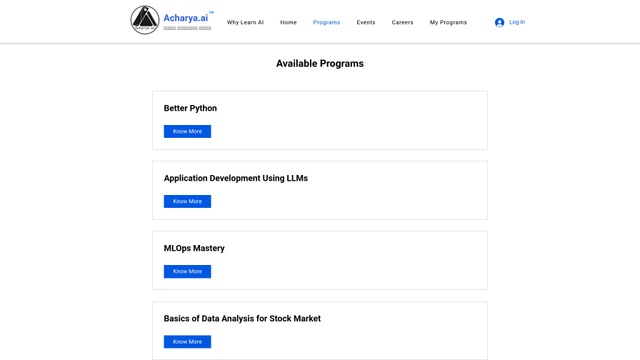 Acharya.ai™
Why Learn AI
Home
Programs
Events
Careers
My Programs
Log In
Available Programs
Better Python
Know More
Application Development Using LLMs
Know More
MLOps Mastery
Know More
Basics of Data Analysis for Stock Market
Know More